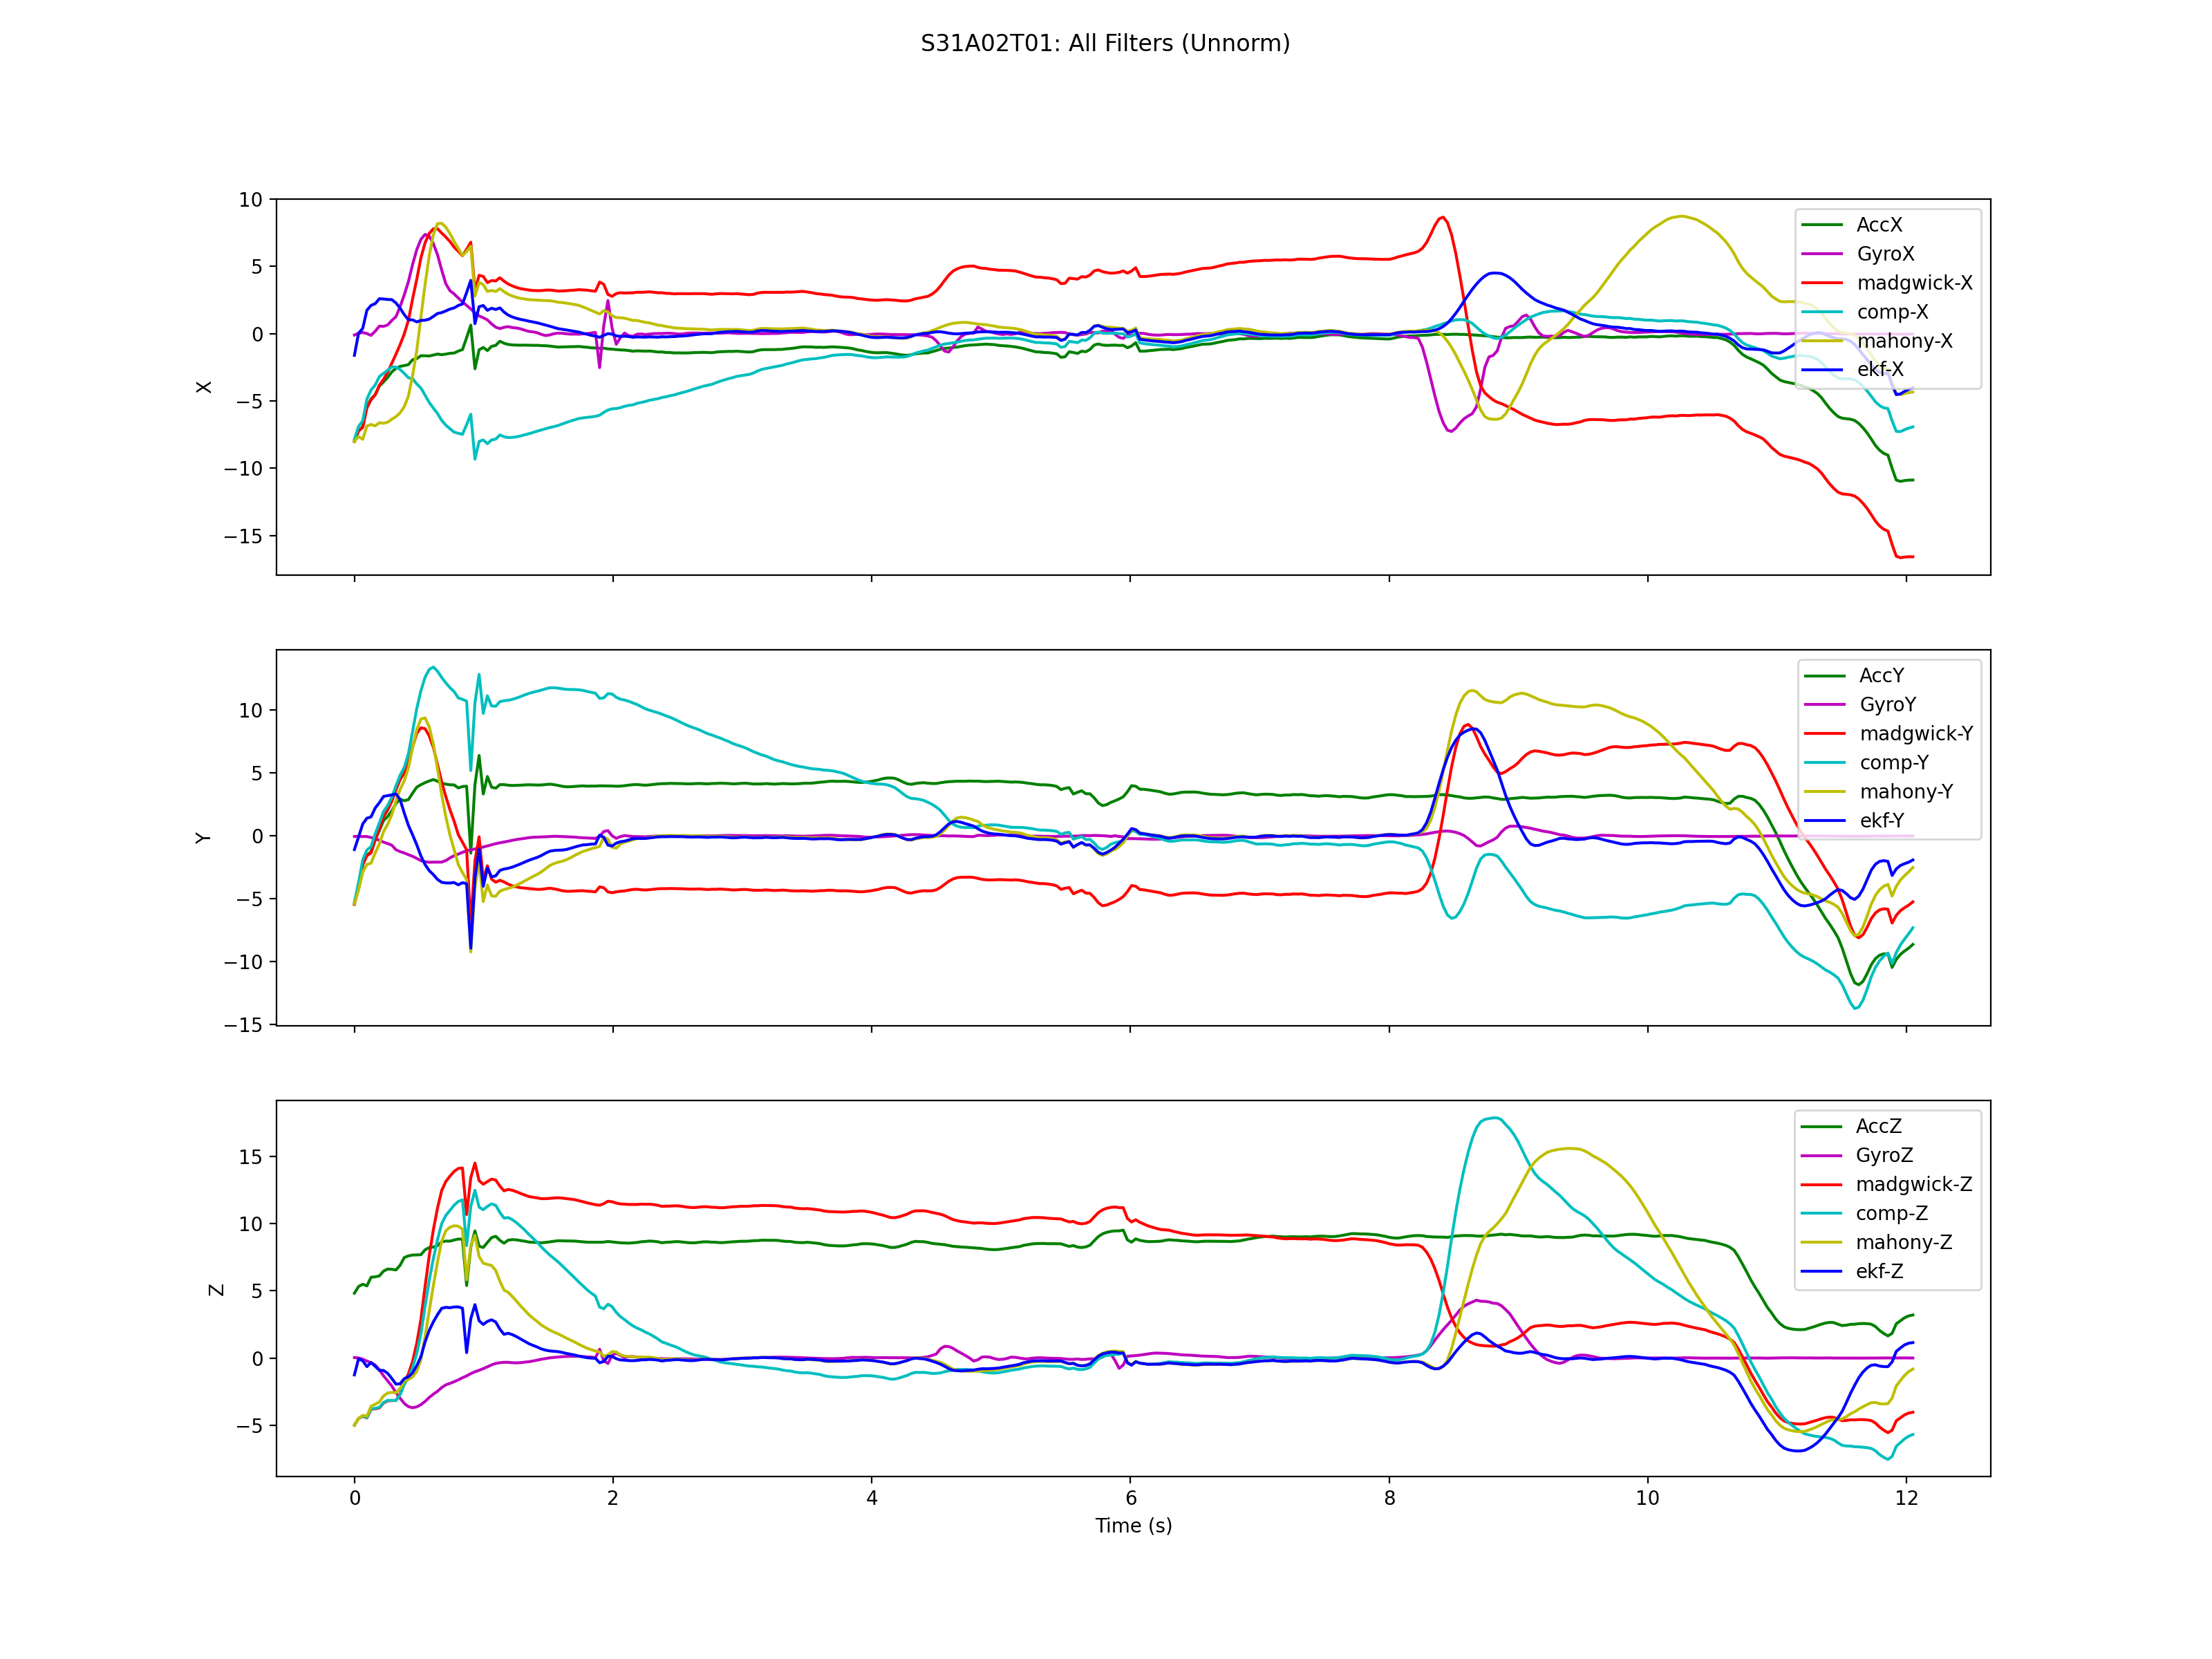 S31A02T01: All Filters (Unnorm)
10
5
0
−5
−10
−15
X
AccX
GyroX
madgwick-X
comp-X
mahony-X
ekf-X
10
5
0
−5
−10
−15
Y
AccY
GyroY
madgwick-Y
comp-Y
mahony-Y
ekf-Y
15
10
5
0
−5
Z
AccZ
GyroZ
madgwick-Z
comp-Z
mahony-Z
ekf-Z
0 2 4 6 8 10 12
Time (s)